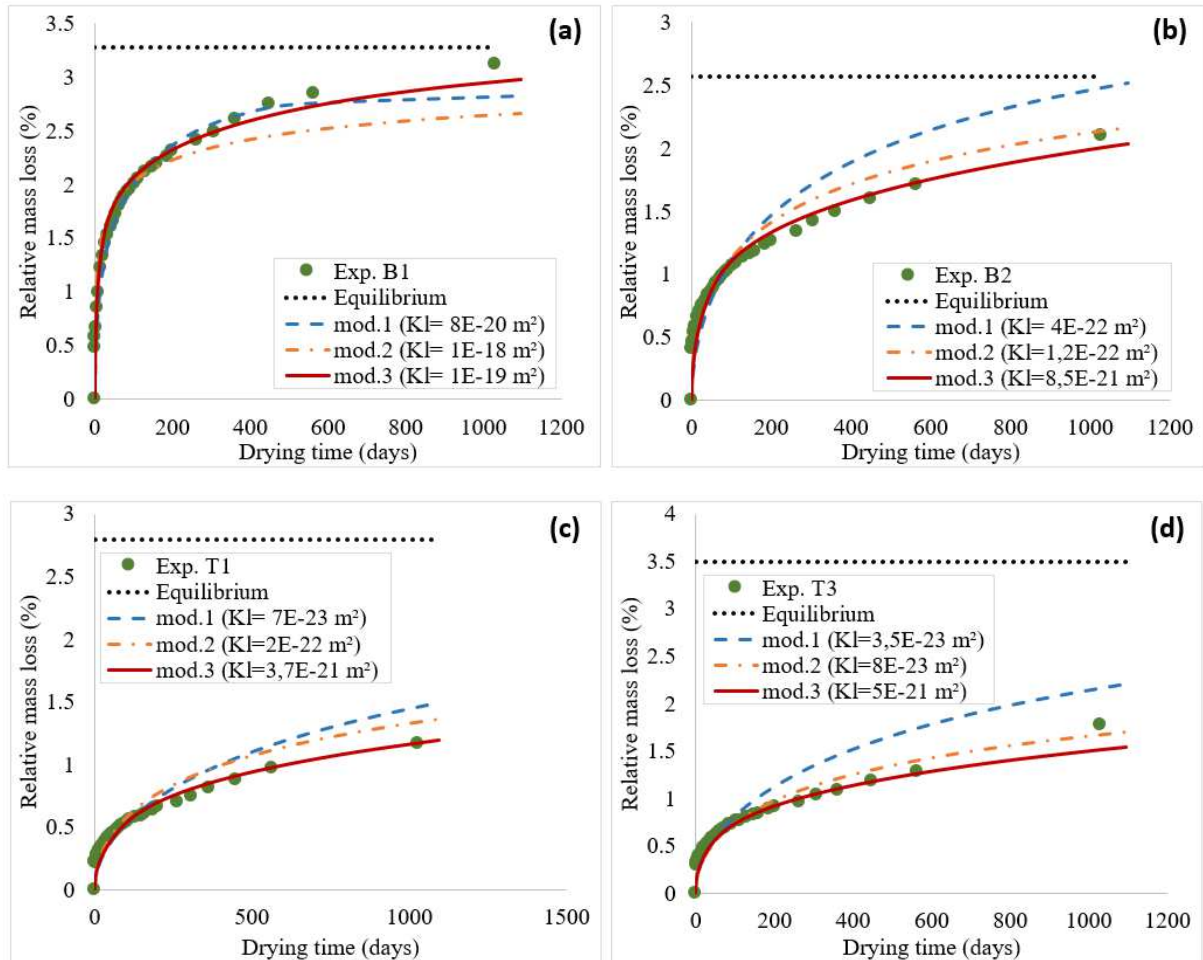 (a)
Relative mass loss (%)
3.5
3
2.5
2
1.5
1
0.5
0
Exp. B1
Equilibrium
mod.1 (Kl= 8E-20 m²)
mod.2 (Kl= 1E-18 m²)
mod.3 (Kl= 1E-19 m²)
0 200 400 600 800 1000 1200
Drying time (days)
(b)
Relative mass loss (%)
3
2.5
2
1.5
1
0.5
0
Exp. B2
Equilibrium
mod.1 (Kl= 4E-22 m²)
mod.2 (Kl=1,2E-22 m²)
mod.3 (Kl=8,5E-21 m²)
0 200 400 600 800 1000 1200
Drying time (days)
(c)
Relative mass loss (%)
3
2.5
2
1.5
1
0.5
0
Exp. T1
Equilibrium
mod.1 (Kl= 7E-23 m²)
mod.2 (Kl=2E-22 m²)
mod.3 (Kl=3,7E-21 m²)
0 500 1000 1500
Drying time (days)
(d)
Relative mass loss (%)
4
3.5
3
2.5
2
1.5
1
0.5
0
Exp. T3
Equilibrium
mod.1 (Kl=3,5E-23 m²)
mod.2 (Kl=8E-23 m²)
mod.3 (Kl=5E-21 m²)
0 200 400 600 800 1000 1200
Drying time (days)